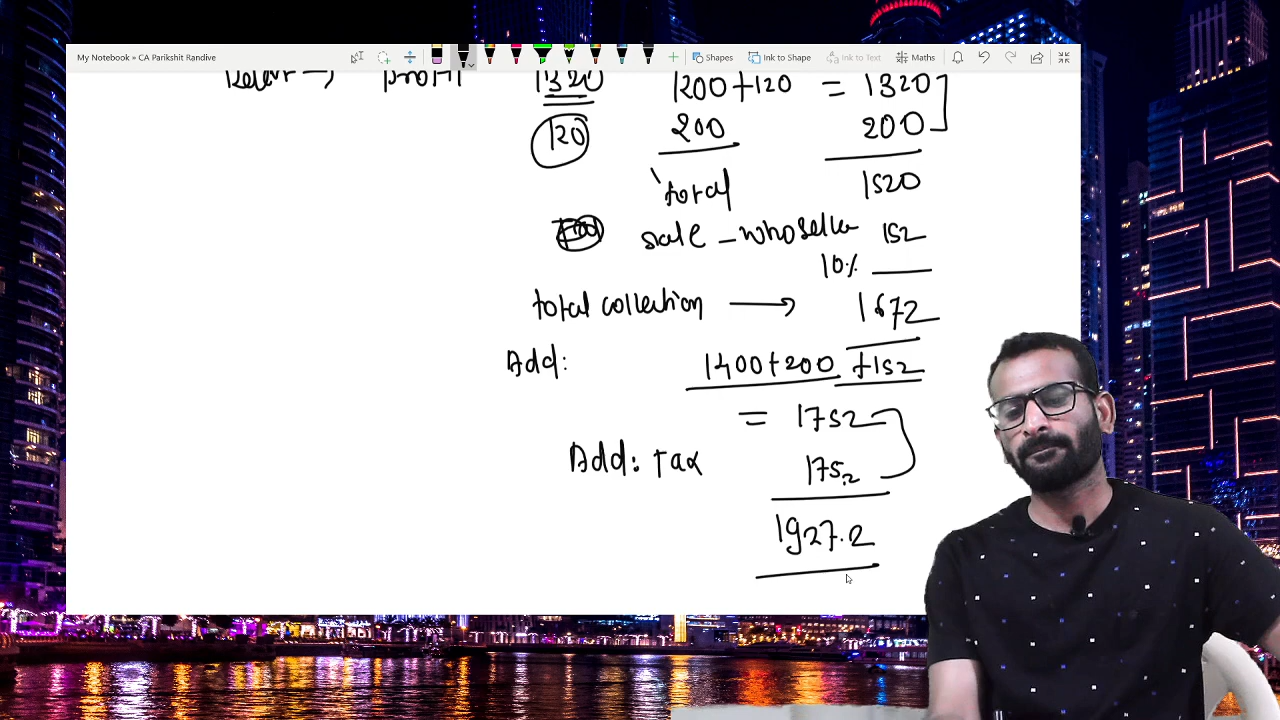 My Notebook » CA Parikshit Randive
Shapes Ink to Shape Ink to Text Maths
→ profit 1320 1200+120 = 1320
120 200 200
total 1520
sale - whoseller 152
10%
total collection → 1672
Add: 1400+200 +152
= 1752
Add: Tax 175.2
1927.2